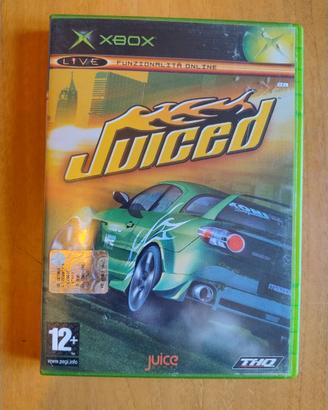 XBOX
LIVE FUNZIONALITÀ ONLINE
Juiced
12+
www.pegi.info
juice
THQ